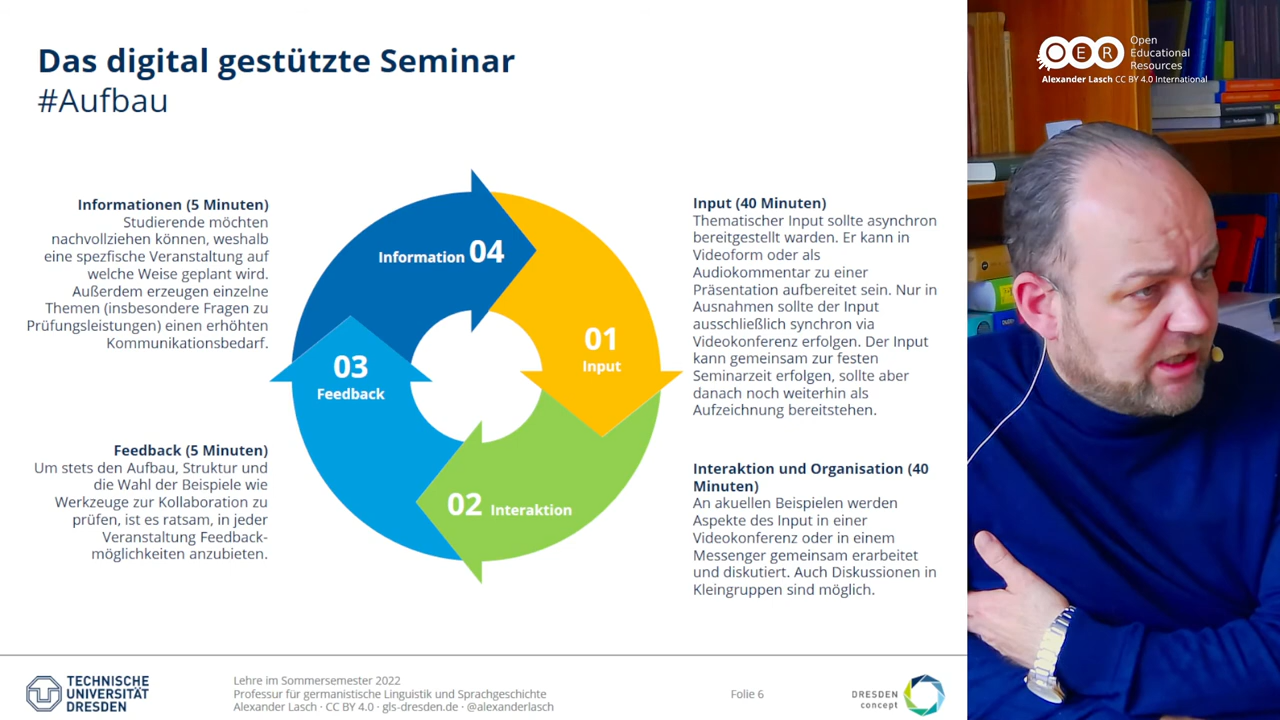 Das digital gestützte Seminar
#Aufbau
Informationen (5 Minuten)
Studierende möchten
nachvollziehen können, weshalb
eine spezfische Veranstaltung auf
welche Weise geplant wird.
Außerdem erzeugen einzelne
Themen (insbesondere Fragen zu
Prüfungsleistungen) einen erhöhten
Kommunikationsbedarf.
Feedback (5 Minuten)
Um stets den Aufbau, Struktur und
die Wahl der Beispiele wie
Werkzeuge zur Kollaboration zu
prüfen, ist es ratsam, in jeder
Veranstaltung Feedback-
möglichkeiten anzubieten.
Information 04
01
Input
03
Feedback
02 Interaktion
Input (40 Minuten)
Thematischer Input sollte asynchron
bereitgestellt warden. Er kann in
Videoform oder als
Audiokommentar zu einer
Präsentation aufbereitet sein. Nur in
Ausnahmen sollte der Input
ausschließlich synchron via
Videokonferenz erfolgen. Der Input
kann gemeinsam zur festen
Seminarzeit erfolgen, sollte aber
danach noch weiterhin als
Aufzeichnung bereitstehen.
Interaktion und Organisation (40
Minuten)
An akuellen Beispielen werden
Aspekte des Input in einer
Videokonferenz oder in einem
Messenger gemeinsam erarbeitet
und diskutiert. Auch Diskussionen in
Kleingruppen sind möglich.
TECHNISCHE
UNIVERSITÄT
DRESDEN
Lehre im Sommersemester 2022
Professur für germanistische Linguistik und Sprachgeschichte
Alexander Lasch · CC BY 4.0 · gls-dresden.de · @alexanderlasch
Folie 6
DRESDEN
concept
OER
Open
Educational
Resources
Alexander Lasch CC BY 4.0 International